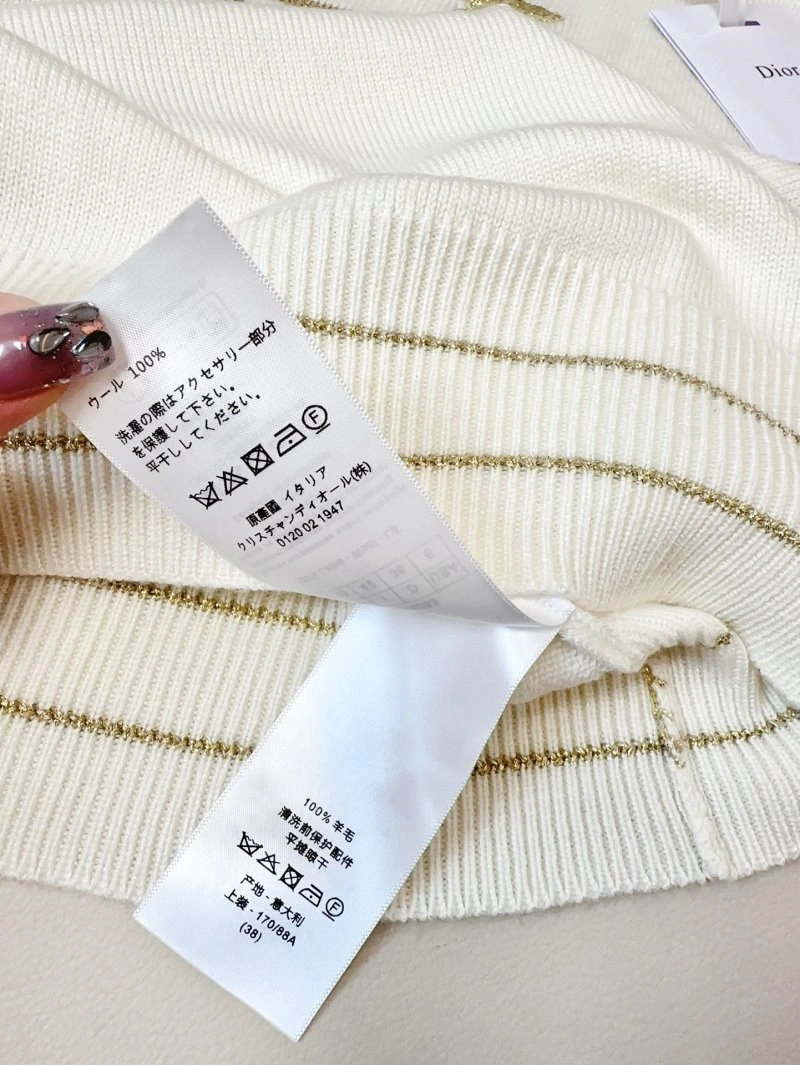 Dior
ウール 100%
洗濯の際はアクセサリー部分
を保護して下さい。
平干ししてください。
F
原産國 イタリア
クリスチャンディオール(株)
0120 02 1947
100% 羊毛
清洗前保护配件
平摊晾干
F
产地 - 意大利
上装 - 170/88A
(38)